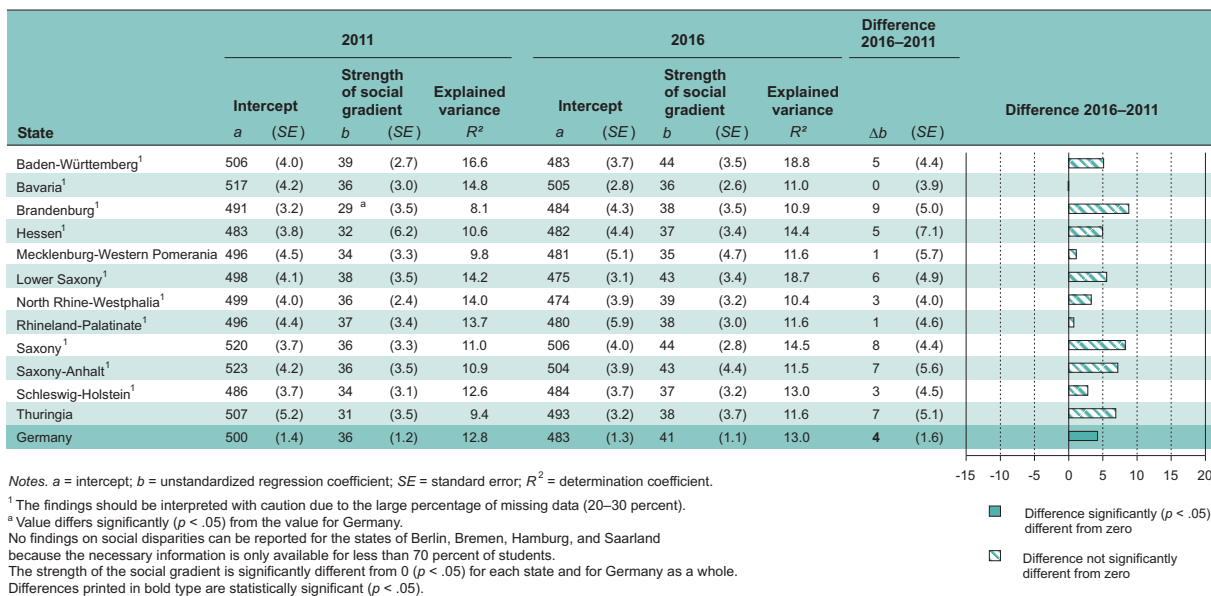 2011 2016 Difference 2016–2011
Intercept Strength of social gradient Explained variance Intercept Strength of social gradient Explained variance Difference 2016–2011
State a (SE) b (SE) R² a (SE) b (SE) R² Δb (SE)
Baden-Württemberg¹ 506 (4.0) 39 (2.7) 16.6 483 (3.7) 44 (3.5) 18.8 5 (4.4)
Bavaria¹ 517 (4.2) 36 (3.0) 14.8 505 (2.8) 36 (2.6) 11.0 0 (3.9)
Brandenburg¹ 491 (3.2) 29 ª (3.5) 8.1 484 (4.3) 38 (3.5) 10.9 9 (5.0)
Hessen¹ 483 (3.8) 32 (6.2) 10.6 482 (4.4) 37 (3.4) 14.4 5 (7.1)
Mecklenburg-Western Pomerania 496 (4.5) 34 (3.3) 9.8 481 (5.1) 35 (4.7) 11.6 1 (5.7)
Lower Saxony¹ 498 (4.1) 38 (3.5) 14.2 475 (3.1) 43 (3.4) 18.7 6 (4.9)
North Rhine-Westphalia¹ 499 (4.0) 36 (2.4) 14.0 474 (3.9) 39 (3.2) 10.4 3 (4.0)
Rhineland-Palatinate¹ 496 (4.4) 37 (3.4) 13.7 480 (5.9) 38 (3.0) 11.6 1 (4.6)
Saxony¹ 520 (3.7) 36 (3.3) 11.0 506 (4.0) 44 (2.8) 14.5 8 (4.4)
Saxony-Anhalt¹ 523 (4.2) 36 (3.5) 10.9 504 (3.9) 43 (4.4) 11.5 7 (5.6)
Schleswig-Holstein¹ 486 (3.7) 34 (3.1) 12.6 484 (3.7) 37 (3.2) 13.0 3 (4.5)
Thuringia 507 (5.2) 31 (3.5) 9.4 493 (3.2) 38 (3.7) 11.6 7 (5.1)
Germany 500 (1.4) 36 (1.2) 12.8 483 (1.3) 41 (1.1) 13.0 4 (1.6)
-15 -10 -5 0 5 10 15 20
Notes. a = intercept; b = unstandardized regression coefficient; SE = standard error; R² = determination coefficient.
¹ The findings should be interpreted with caution due to the large percentage of missing data (20–30 percent).
ª Value differs significantly (p < .05) from the value for Germany.
No findings on social disparities can be reported for the states of Berlin, Bremen, Hamburg, and Saarland
because the necessary information is only available for less than 70 percent of students.
The strength of the social gradient is significantly different from 0 (p < .05) for each state and for Germany as a whole.
Differences printed in bold type are statistically significant (p < .05).
Difference significantly (p < .05)
different from zero
Difference not significantly
different from zero